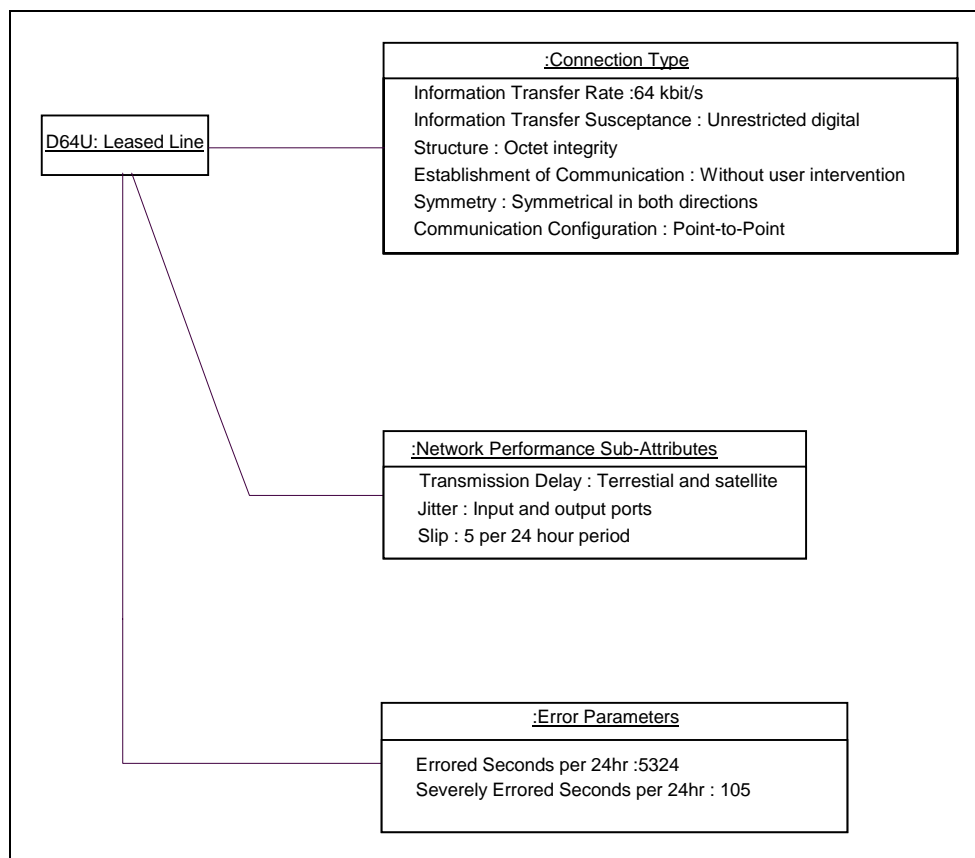 :Connection Type
Information Transfer Rate :64 kbit/s
Information Transfer Susceptance : Unrestricted digital
Structure : Octet integrity
Establishment of Communication : Without user intervention
Symmetry : Symmetrical in both directions
Communication Configuration : Point-to-Point
D64U: Leased Line
:Network Performance Sub-Attributes
Transmission Delay : Terrestial and satellite
Jitter : Input and output ports
Slip : 5 per 24 hour period
:Error Parameters
Errored Seconds per 24hr :5324
Severely Errored Seconds per 24hr : 105